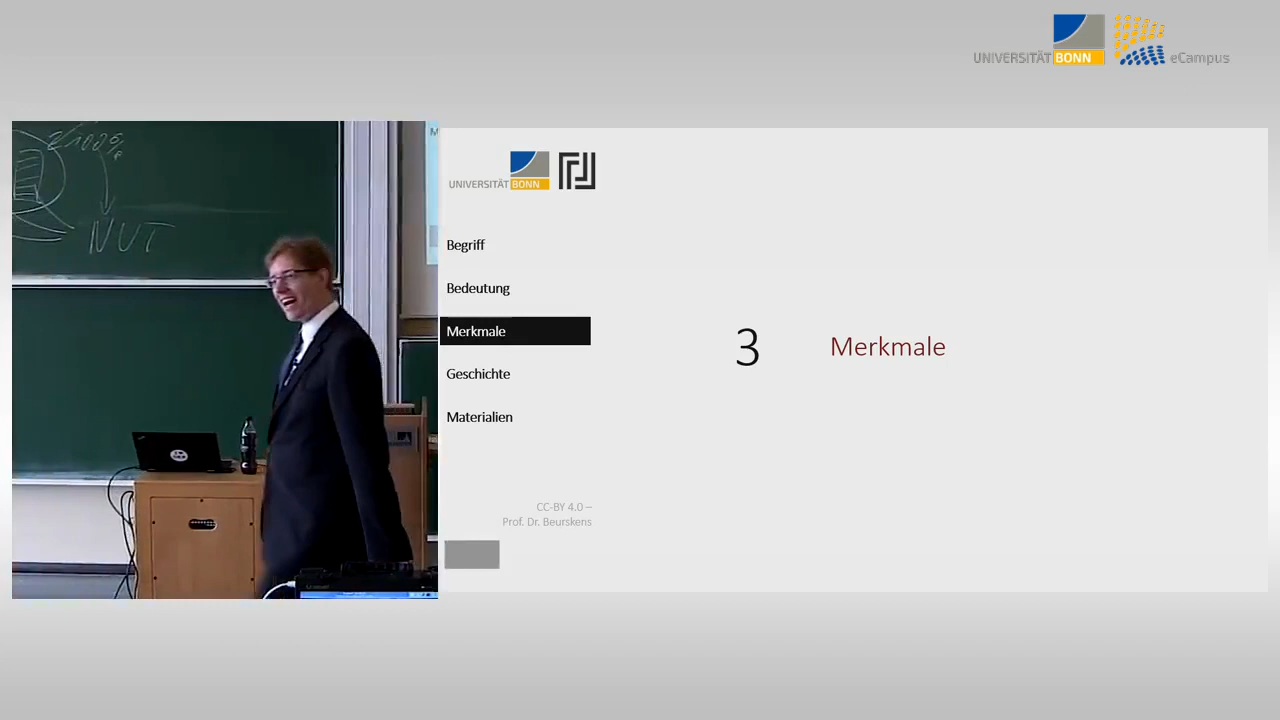 UNIVERSITÄT BONN eCampus
2100%
NUT
UNIVERSITÄT BONN
Begriff
Bedeutung
Merkmale
Geschichte
Materialien
3 Merkmale
CC-BY 4.0 –
Prof. Dr. Beurskens